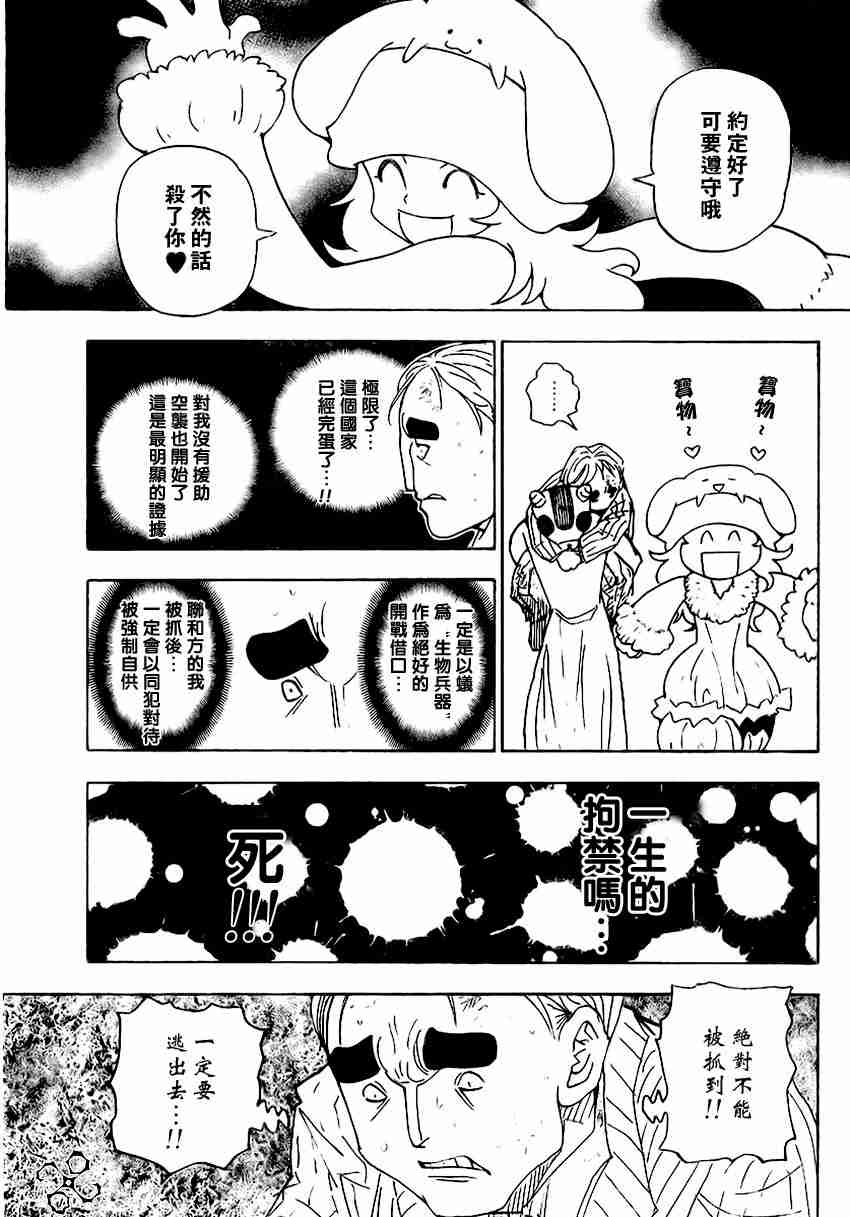 約定好了
可要遵守哦
不然的話
殺了你♥
寶物~♡
寶物~♡
……
極限了…
這個國家
已經完蛋了…!!
對我沒有援助
空襲也開始了
這是最明顯的證據
一定是以蟻
為〝生物兵器〞
作為絕好的
開戰借口…
聯和方的我
被抓後…
一定會以同犯對待
被強制自供
一生的
拘禁嗎…
死!!!
絕對不能
被抓到!!
一定要
逃出去…!!